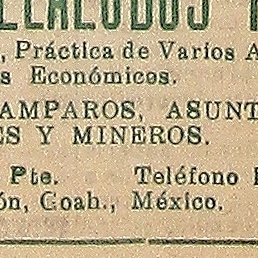 , Práctica de Varios A
s Económicos.
AMPAROS, ASUNT
ES Y MINEROS.
Pte. Teléfono
ón, Coah., México.